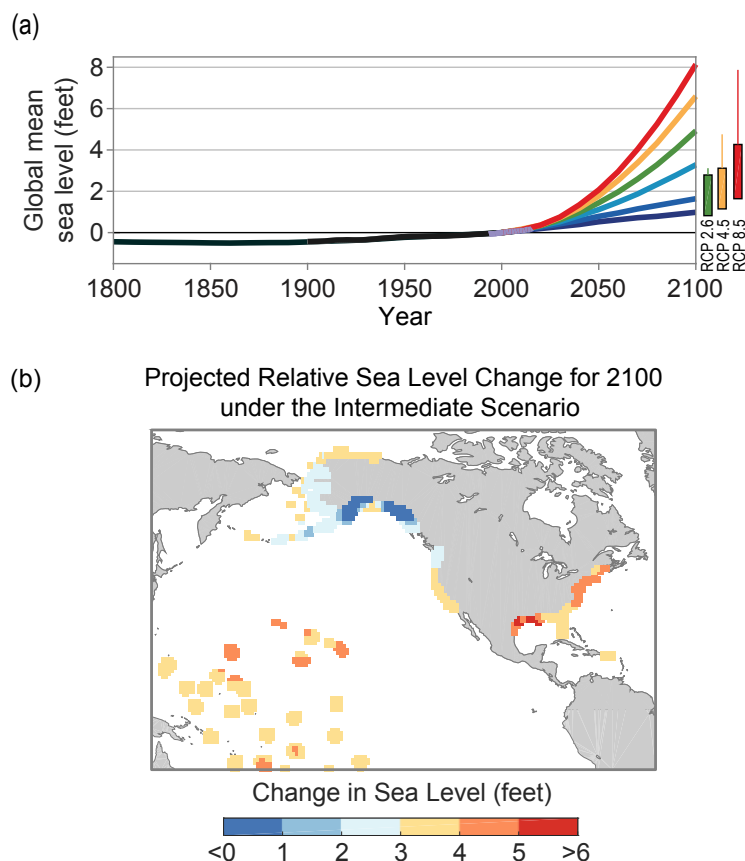 (a)
Global mean
sea level (feet)
8
6
4
2
0
1800
1850
1900
1950
2000
2050
2100
Year
RCP 2.6
RCP 4.5
RCP 8.5
(b)
Projected Relative Sea Level Change for 2100
under the Intermediate Scenario
Change in Sea Level (feet)
<0
1
2
3
4
5
>6